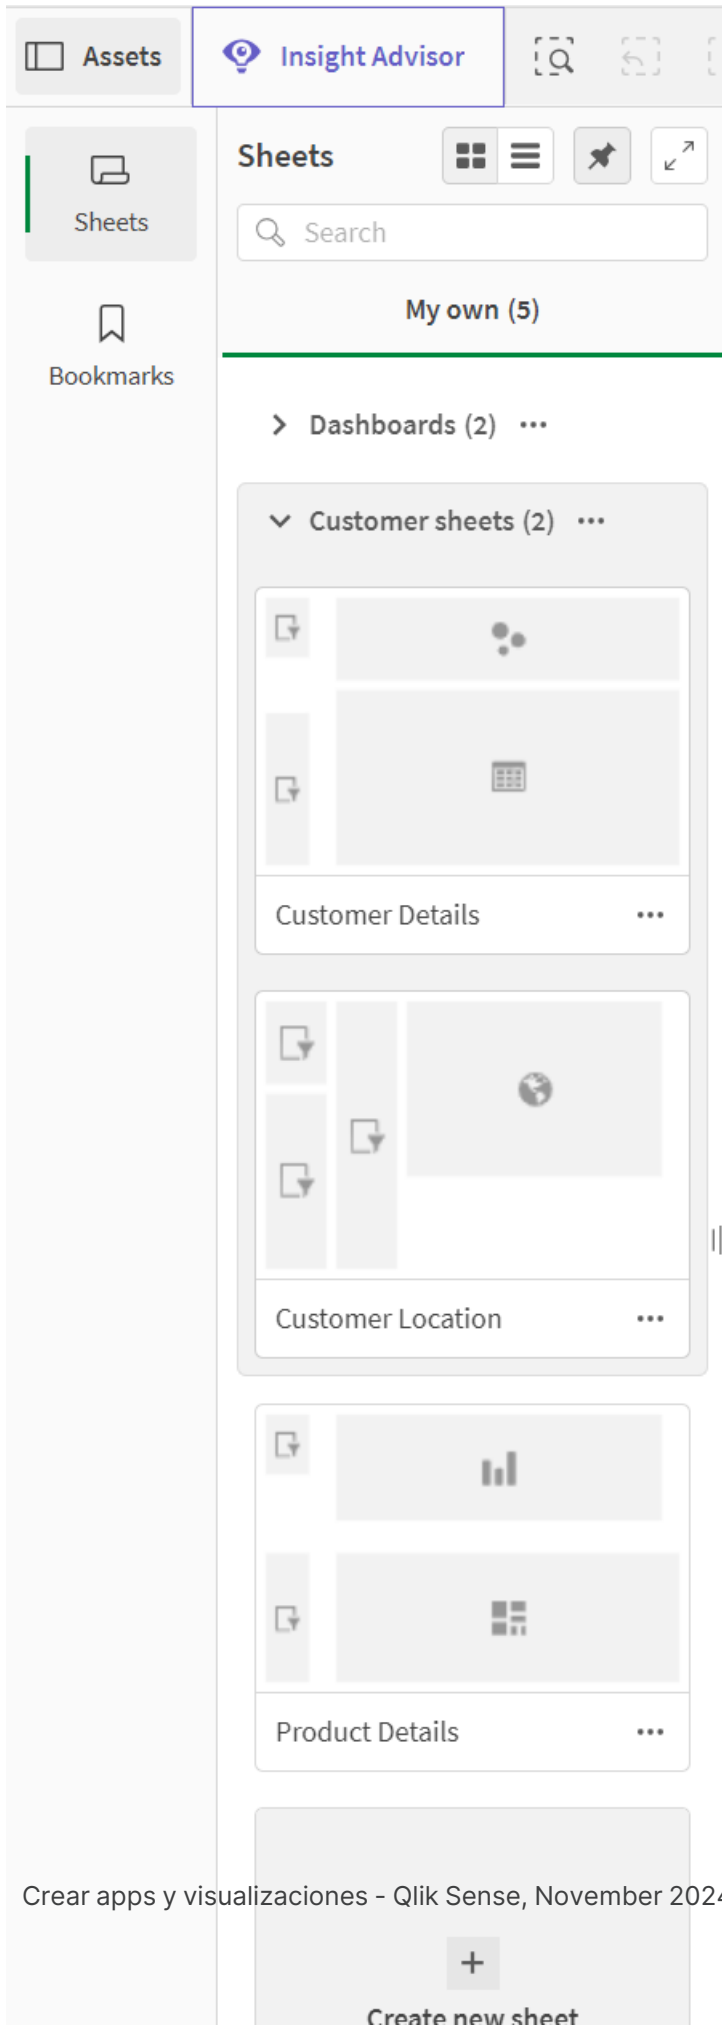 Assets
Insight Advisor
Sheets
Sheets
Search
My own (5)
Bookmarks
Dashboards (2)
Customer sheets (2)
Customer Details
Customer Location
Product Details
Crear apps y visualizaciones - Qlik Sense, November 2024
Create new sheet